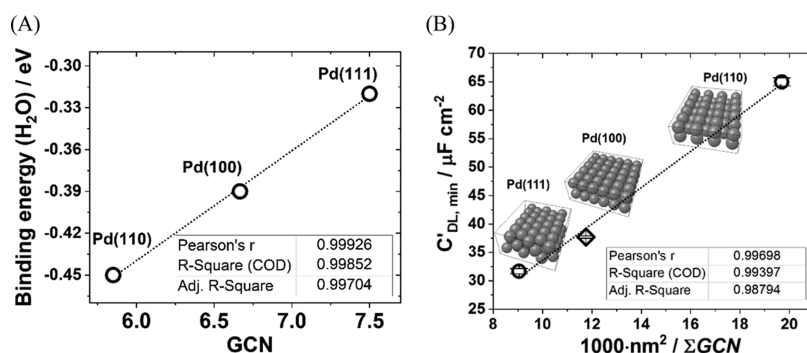 (A)
Binding energy (H2O) / eV
-0.30
-0.33
-0.36
-0.39
-0.42
-0.45
Pd(111)
Pd(100)
Pd(110)
Pearson's r 0.99926
R-Square (COD) 0.99852
Adj. R-Square 0.99704
6.0 6.5 7.0 7.5
GCN
(B)
C'DL, min / µF cm-2
70
65
60
55
50
45
40
35
30
25
20
Pd(110)
Pd(100)
Pd(111)
Pearson's r 0.99698
R-Square (COD) 0.99397
Adj. R-Square 0.98794
8 10 12 14 16 18 20
1000·nm2 / ΣGCN